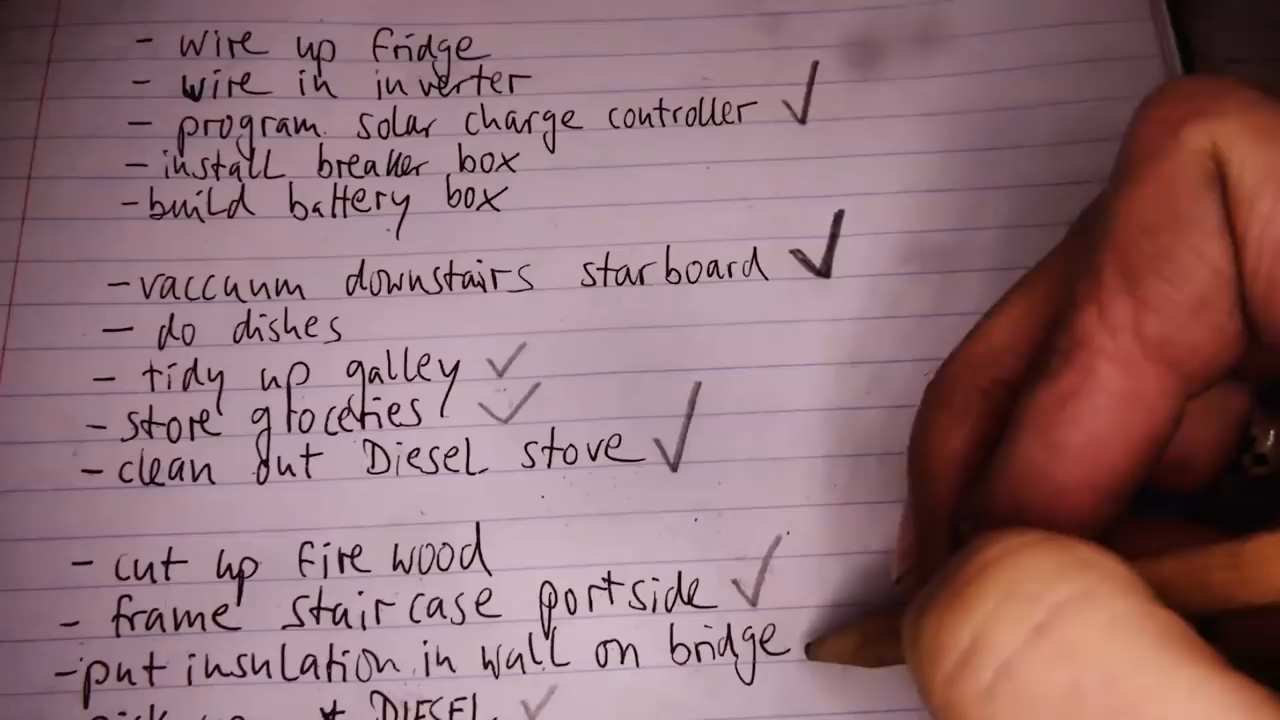 - wire up fridge
- wire in inverter
- program solar charge controller ✓
- install breaker box
- build battery box
- vaccuum downstairs starboard ✓
- do dishes
- tidy up galley ✓
- store groceries ✓
- clean out Diesel stove ✓
- cut up fire wood
- frame staircase portside ✓
- put insulation in wall on bridge
DIESEL ✓